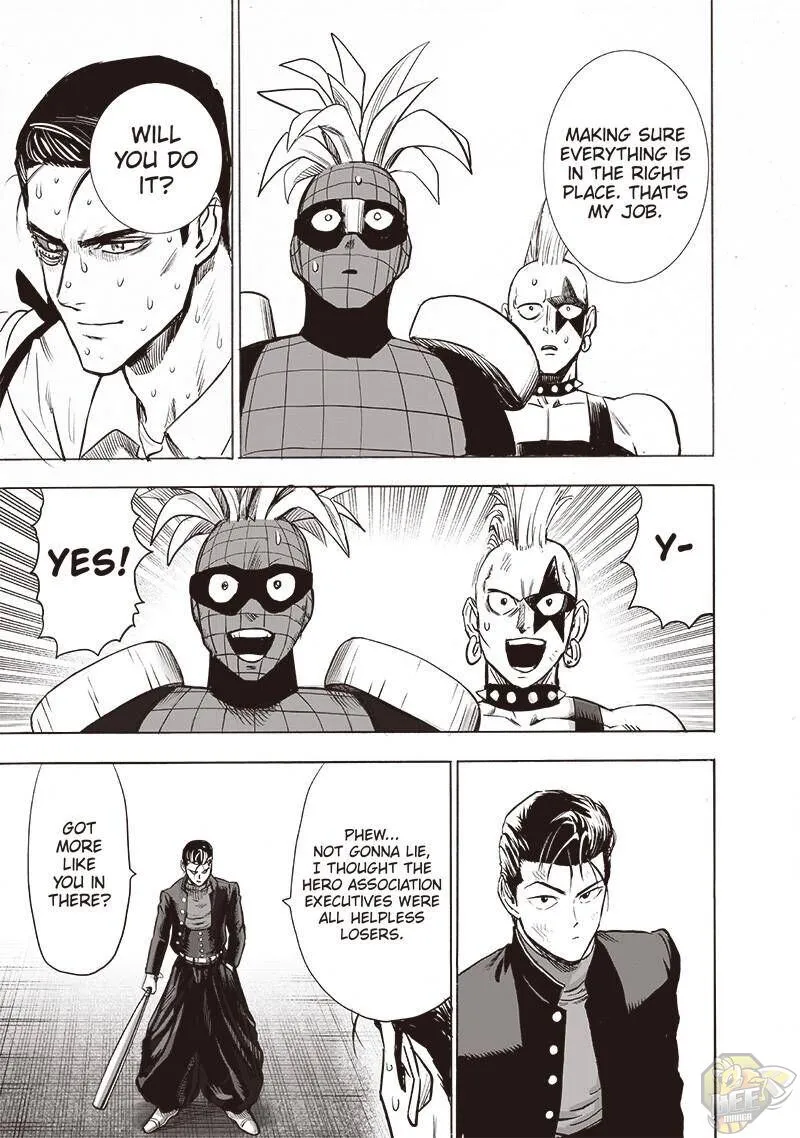 MAKING SURE
EVERYTHING IS
IN THE RIGHT
PLACE. THAT'S
MY JOB.
WILL
YOU DO
IT?
Y-
YES!
PHEW...
NOT GONNA LIE,
I THOUGHT THE
HERO ASSOCIATION
EXECUTIVES WERE
ALL HELPLESS
LOSERS.
GOT
MORE
LIKE
YOU IN
THERE?
MANGA